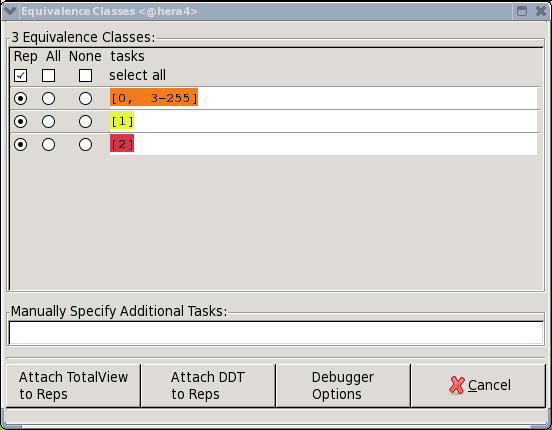 Equivalence Classes <@hera4>
3 Equivalence Classes:
Rep All None tasks
select all
[0, 3-255]
[1]
[2]
Manually Specify Additional Tasks:
Attach TotalView
to Reps
Attach DDT
to Reps
Debugger
Options
Cancel